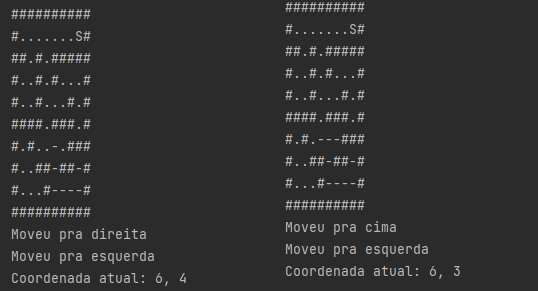 ##########
#.......S#
##.#.#####
#..#.#...#
#..#...#.#
####.###.#
#.#..-.###
#..##-##-#
#...#----#
##########
Moveu pra direita
Moveu pra esquerda
Coordenada atual: 6, 4
##########
#.......S#
##.#.#####
#..#.#...#
#..#...#.#
####.###.#
#.#.---###
#..##-##-#
#...#----#
##########
Moveu pra cima
Moveu pra esquerda
Coordenada atual: 6, 3